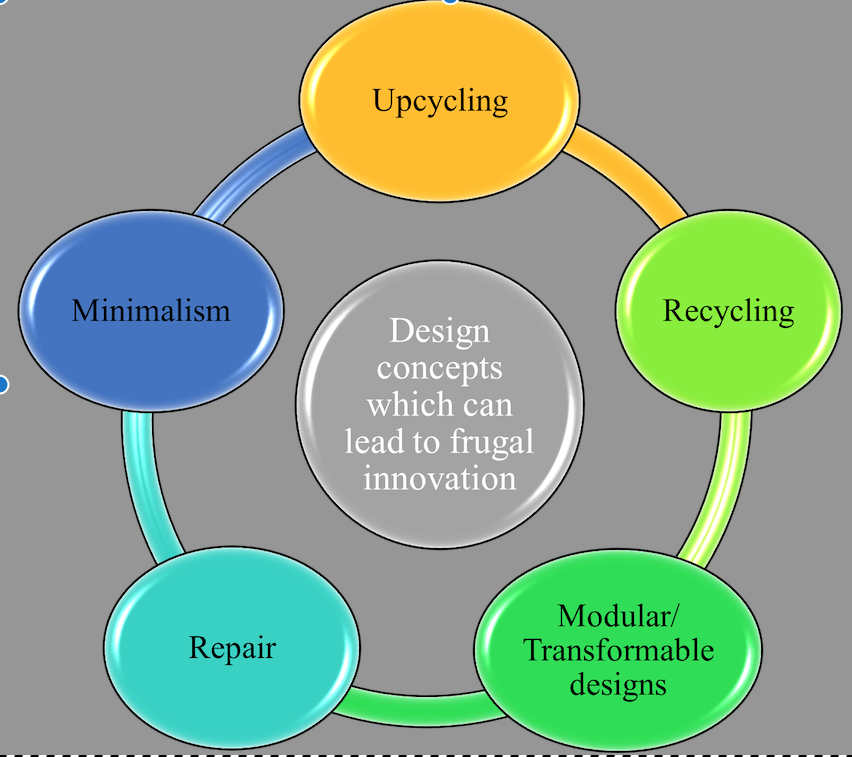 Upcycling
Minimalism
Recycling
Design
concepts
which can
lead to frugal
innovation
Repair
Modular/
Transformable
designs